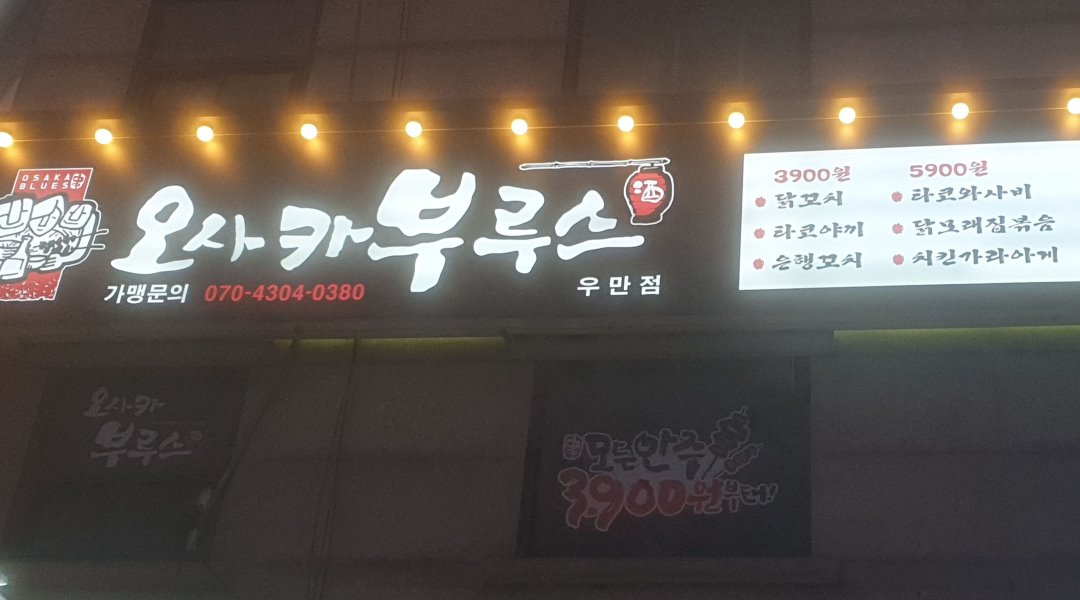 OSAKA
BLUES
오사카부루스
酒
가맹문의 070-4304-0380
우만점
3900원
닭꼬치
타코야끼
은행꼬치
5900원
타코와사비
닭모래집볶음
치킨가라아게
오사카
부루스
모든안주
3,900원부터!